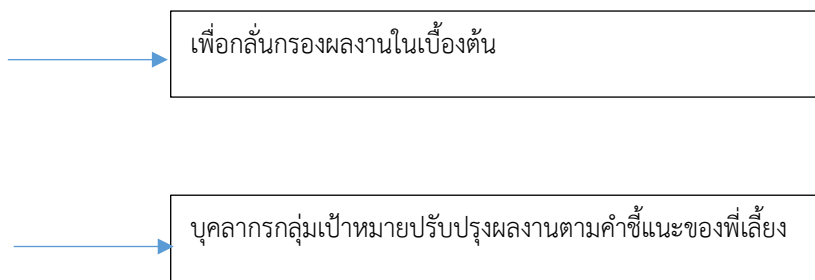 เพื่อกลั่นกรองผลงานในเบื้องต้น
บุคลากรกลุ่มเป้าหมายปรับปรุงผลงานตามคำชี้แนะของพี่เลี้ยง